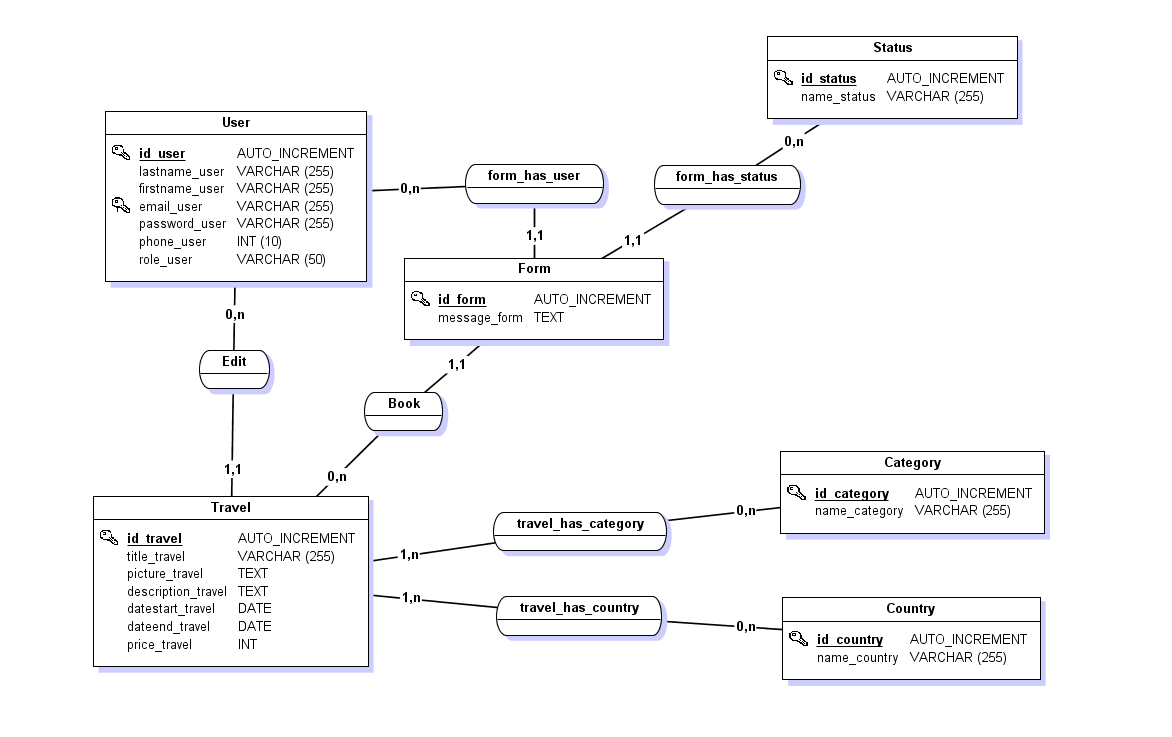 Status
id_status AUTO_INCREMENT
name_status VARCHAR (255)
0,n
User
id_user AUTO_INCREMENT
lastname_user VARCHAR (255)
firstname_user VARCHAR (255)
email_user VARCHAR (255)
password_user VARCHAR (255)
phone_user INT (10)
role_user VARCHAR (50)
0,n
form_has_user
form_has_status
1,1
1,1
Form
id_form AUTO_INCREMENT
message_form TEXT
0,n
Edit
1,1
Book
1,1
0,n
Travel
id_travel AUTO_INCREMENT
title_travel VARCHAR (255)
picture_travel TEXT
description_travel TEXT
datestart_travel DATE
dateend_travel DATE
price_travel INT
1,n
travel_has_category
0,n
Category
id_category AUTO_INCREMENT
name_category VARCHAR (255)
1,n
travel_has_country
0,n
Country
id_country AUTO_INCREMENT
name_country VARCHAR (255)